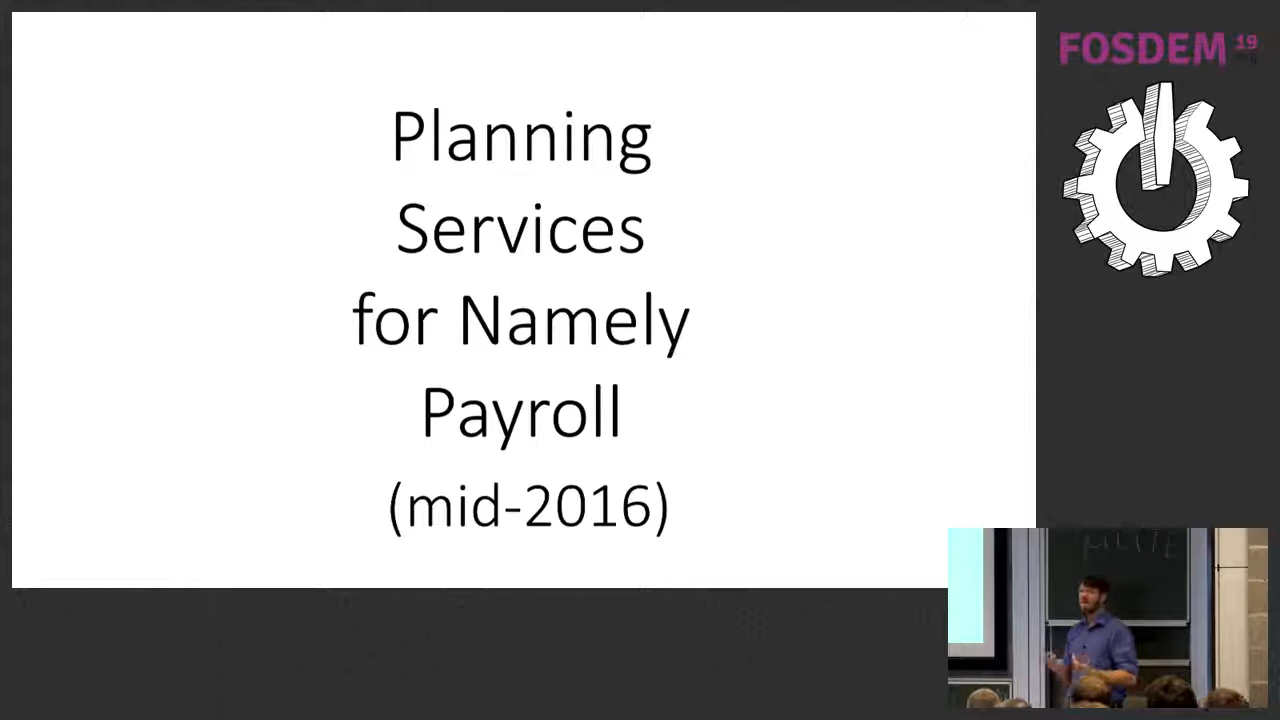 Planning
Services
for Namely
Payroll
(mid-2016)
FOSDEM 19